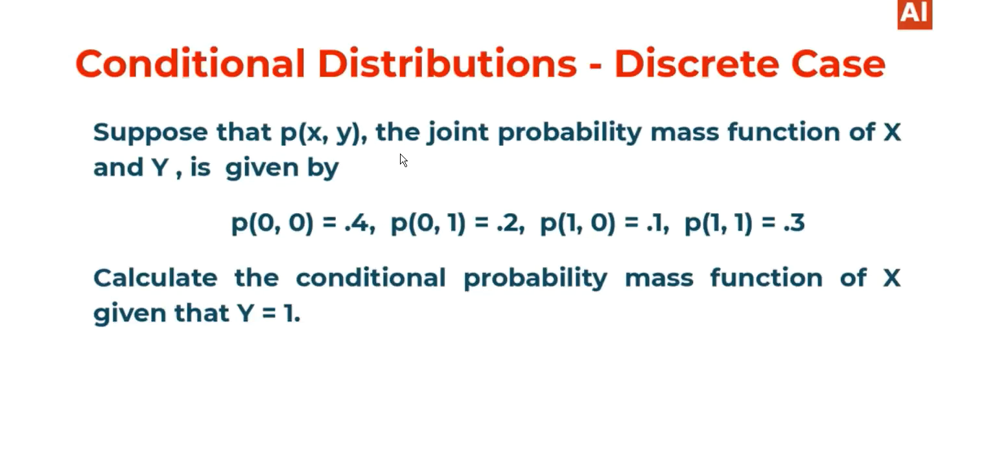 AI
Conditional Distributions - Discrete Case
Suppose that p(x, y), the joint probability mass function of X
and Y , is given by
p(0, 0) = .4, p(0, 1) = .2, p(1, 0) = .1, p(1, 1) = .3
Calculate the conditional probability mass function of X
given that Y = 1.